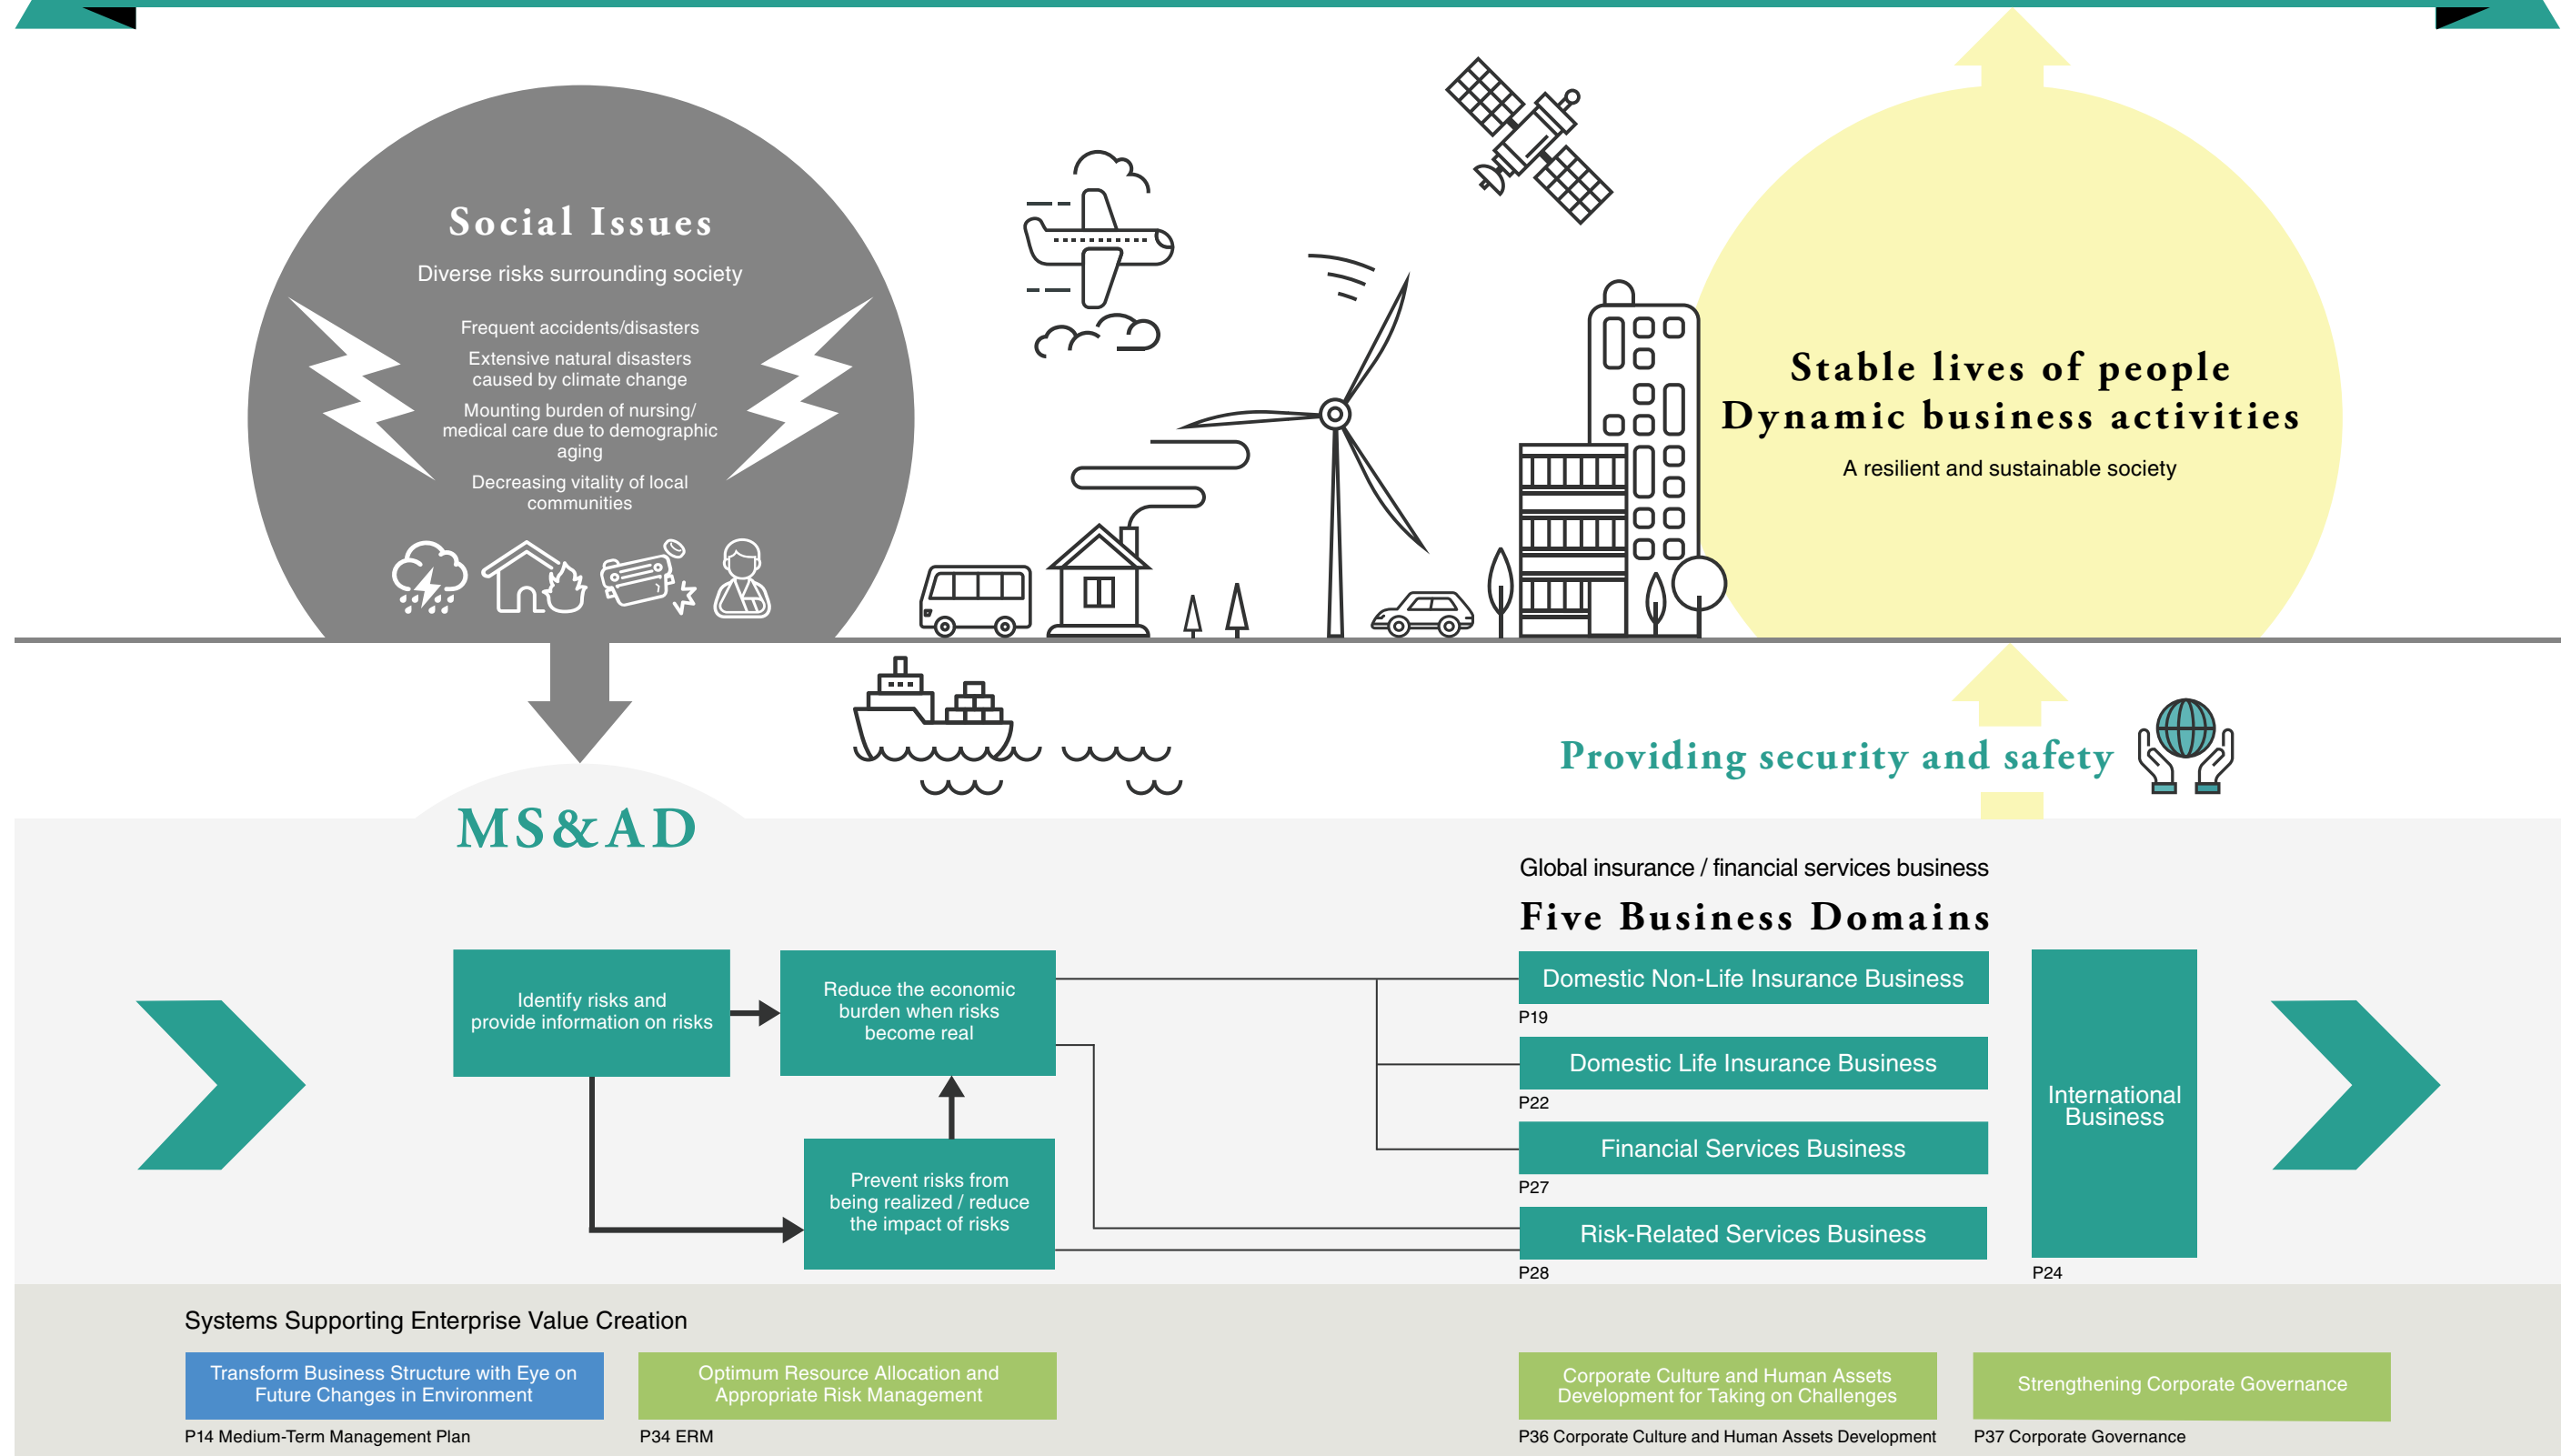 Social Issues
Diverse risks surrounding society
Frequent accidents/disasters
Extensive natural disasters
caused by climate change
Mounting burden of nursing/
medical care due to demographic
aging
Decreasing vitality of local
communities
Stable lives of people
Dynamic business activities
A resilient and sustainable society
Providing security and safety
MS&AD
Global insurance / financial services business
Five Business Domains
Identify risks and
provide information on risks
Reduce the economic
burden when risks
become real
Prevent risks from
being realized / reduce
the impact of risks
Domestic Non-Life Insurance Business
P19
Domestic Life Insurance Business
P22
Financial Services Business
P27
Risk-Related Services Business
P28
International
Business
P24
Systems Supporting Enterprise Value Creation
Transform Business Structure with Eye on
Future Changes in Environment
P14 Medium-Term Management Plan
Optimum Resource Allocation and
Appropriate Risk Management
P34 ERM
Corporate Culture and Human Assets
Development for Taking on Challenges
P36 Corporate Culture and Human Assets Development
Strengthening Corporate Governance
P37 Corporate Governance